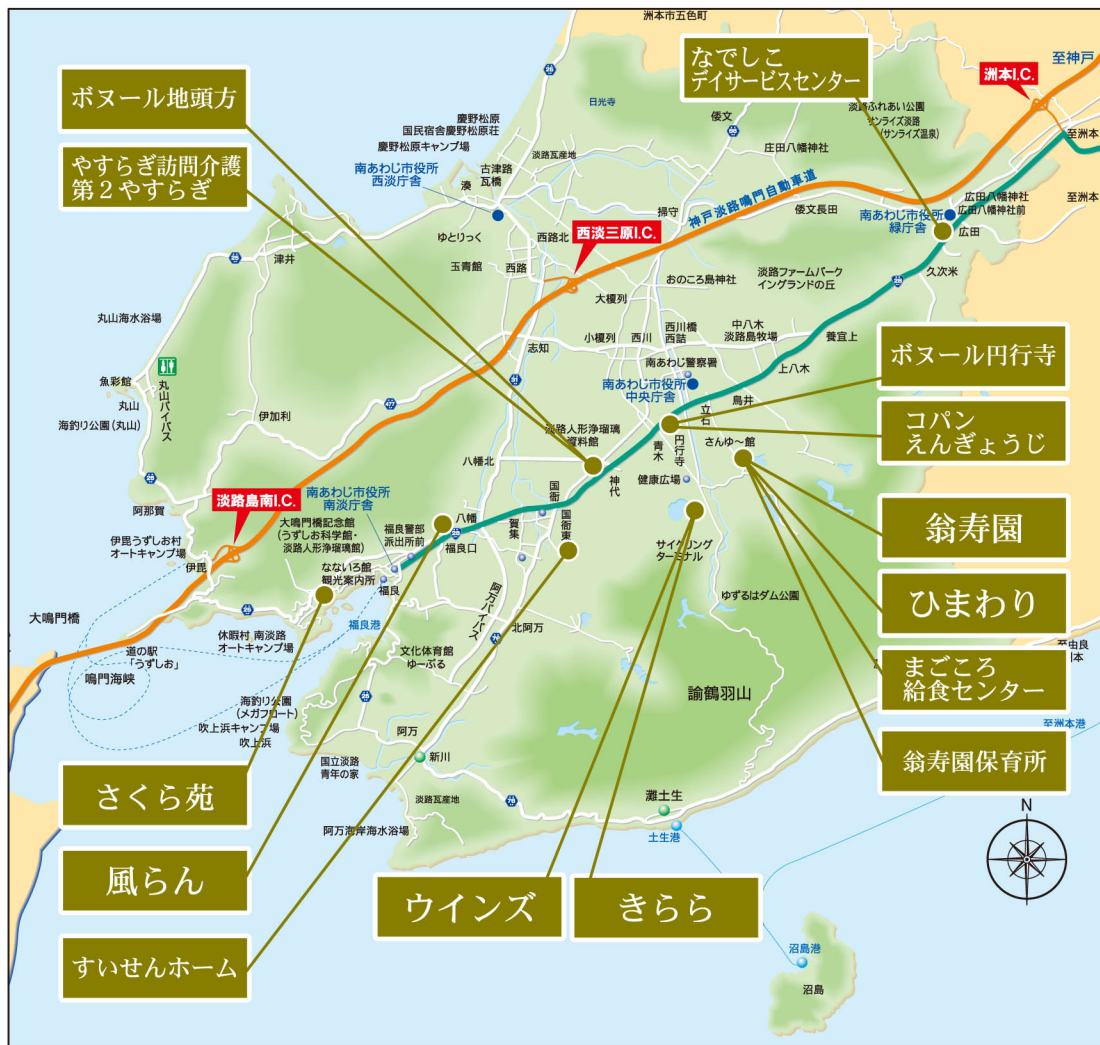 洲本市五色町
なでしこ
デイサービスセンター
至神戸
洲本I.C.
ボヌール地頭方
日光寺
淡路ふれあい公園
サンライズ淡路
(サンライズ温泉)
至洲本
慶野松原
国民宿舎慶野松原荘
慶野松原キャンプ場
倭文
庄田八幡神社
やすらぎ訪問介護
第２やすらぎ
南あわじ市役所
西淡庁舎
古津路
瓦橋
湊
淡路瓦産地
神戸淡路鳴門自動車道
掃守
倭文長田
広田八幡神社
広田八幡神社前
南あわじ市役所
緑庁舎
広田
至洲本
ゆとりっく
西路北
西淡三原I.C.
津井
玉青館
西路
おのころ島神社
淡路ファームパーク
イングランドの丘
久次米
大榎列
丸山海水浴場
志知
小榎列
西川
西川橋
西詰
中八木
淡路島牧場
養宜上
ボヌール円行寺
魚彩館
丸山
海釣り公園(丸山)
丸山バイパス
南あわじ警察署
上八木
南あわじ市役所
中央庁舎
鳥井
立石
伊加利
コパン
えんぎょうじ
淡路人形浄瑠璃
資料館
青木
円行寺
さんゆ〜館
八幡北
神代
健康広場
国衙
淡路島南I.C.
南あわじ市役所
南淡庁舎
阿那賀
翁寿園
大鳴門橋記念館
(うずしお科学館・
淡路人形浄瑠璃館)
福良警部
派出所前
八幡
福良口
賀集
国衙東
伊毘うずしお村
オートキャンプ場
伊毘
サイクリング
ターミナル
なないろ館
観光案内所
福良
ひまわり
ゆずるはダム公園
大鳴門橋
福良港
阿万バイパス
北阿万
休暇村 南淡路
オートキャンプ場
道の駅
「うずしお」
文化体育館
ゆーぷる
至由良
まごころ
給食センター
鳴門海峡
諭鶴羽山
海釣り公園
(メガフロート)
吹上浜キャンプ場
吹上浜
阿万
至洲本港
新川
翁寿園保育所
国立淡路
青年の家
さくら苑
淡路瓦産地
灘土生
阿万海岸海水浴場
土生港
N
風らん
ウインズ
きらら
すいせんホーム
沼島港
沼島